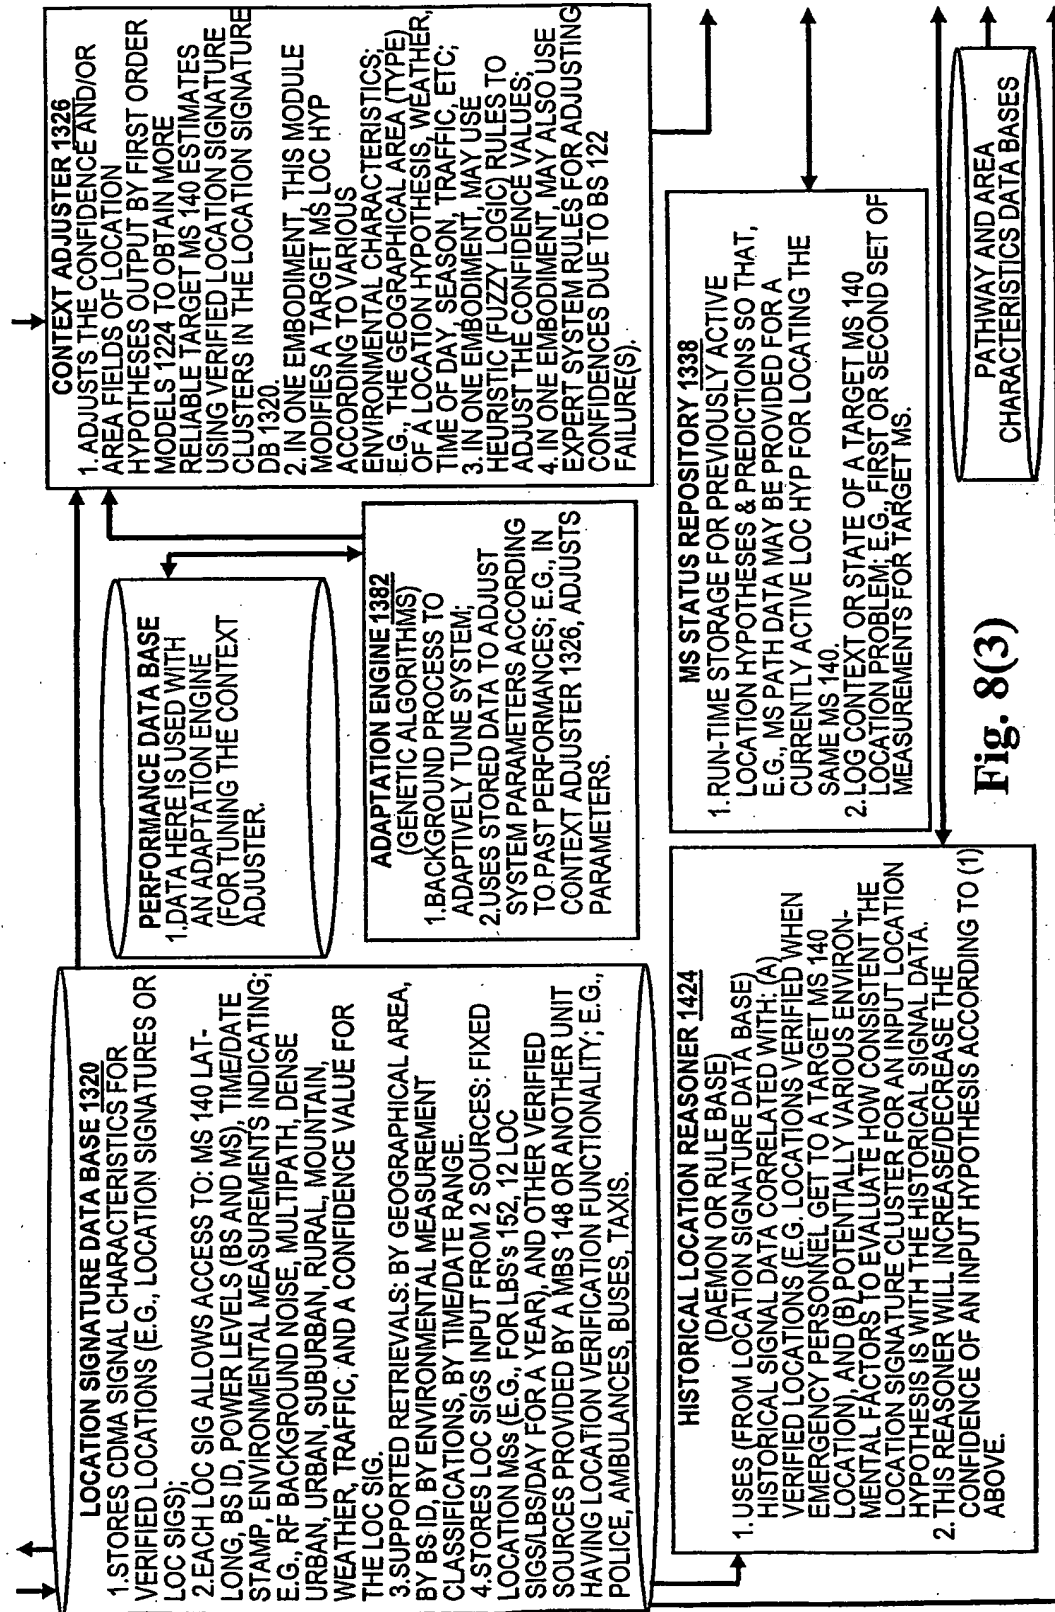 LOCATION SIGNATURE DATA BASE 1320
1.STORES CDMA SIGNAL CHARACTERISTICS FOR
VERIFIED LOCATIONS (E.G., LOCATION SIGNATURES OR
LOC SIGS);
2.EACH LOC SIG ALLOWS ACCESS TO: MS 140 LAT-
LONG, BS ID, POWER LEVELS (BS AND MS), TIME/DATE
STAMP, ENVIRONMENTAL MEASUREMENTS INDICATING;
E.G., RF BACKGROUND NOISE, MULTIPATH, DENSE
URBAN, URBAN, SUBURBAN, RURAL, MOUNTAIN,
WEATHER, TRAFFIC, AND A CONFIDENCE VALUE FOR
THE LOC SIG.
3.SUPPORTED RETRIEVALS: BY GEOGRAPHICAL AREA,
BY BS ID, BY ENVIRONMENTAL MEASUREMENT
CLASSIFICATIONS, BY TIME/DATE RANGE.
4.STORES LOC SIGS INPUT FROM 2 SOURCES: FIXED
LOCATION MSs (E.G., FOR LBS's 152, 12 LOC
SIGS/LBS/DAY FOR A YEAR), AND OTHER VERIFIED
SOURCES PROVIDED BY A MBS 148 OR ANOTHER UNIT
HAVING LOCATION VERIFICATION FUNCTIONALITY; E.G.,
POLICE, AMBULANCES, BUSES, TAXIS.
PERFORMANCE DATA BASE
1.DATA HERE IS USED WITH
AN ADAPTATION ENGINE
(FOR TUNING THE CONTEXT
ADJUSTER.
ADAPTATION ENGINE 1382
(GENETIC ALGORITHMS)
1.BACKGROUND PROCESS TO
ADAPTIVELY TUNE SYSTEM;
2.USES STORED DATA TO ADJUST
SYSTEM PARAMETERS ACCORDING
TO PAST PERFORMANCES; E.G., IN
CONTEXT ADJUSTER 1326, ADJUSTS
PARAMETERS.
CONTEXT ADJUSTER 1326
1. ADJUSTS THE CONFIDENCE AND/OR
AREA FIELDS OF LOCATION
HYPOTHESES OUTPUT BY FIRST ORDER
MODELS 1224 TO OBTAIN MORE
RELIABLE TARGET MS 140 ESTIMATES
USING VERIFIED LOCATION SIGNATURE
CLUSTERS IN THE LOCATION SIGNATURE
DB 1320.
2. IN ONE EMBODIMENT, THIS MODULE
MODIFIES A TARGET MS LOC HYP
ACCORDING TO VARIOUS
ENVIRONMENTAL CHARACTERISTICS;
E.G., THE GEOGRAPHICAL AREA (TYPE)
OF A LOCATION HYPOTHESIS, WEATHER,
TIME OF DAY, SEASON, TRAFFIC, ETC;
3. IN ONE EMBODIMENT, MAY USE
HEURISTIC (FUZZY LOGIC) RULES TO
ADJUST THE CONFIDENCE VALUES;
4. IN ONE EMBODIMENT, MAY ALSO USE
EXPERT SYSTEM RULES FOR ADJUSTING
CONFIDENCES DUE TO BS 122
FAILURE(S).
HISTORICAL LOCATION REASONER 1424
(DAEMON OR RULE BASE)
1. USES (FROM LOCATION SIGNATURE DATA BASE)
HISTORICAL SIGNAL DATA CORRELATED WITH: (A)
VERIFIED LOCATIONS (E.G. LOCATIONS VERIFIED WHEN
EMERGENCY PERSONNEL GET TO A TARGET MS 140
LOCATION), AND (B) POTENTIALLY VARIOUS ENVIRON-
MENTAL FACTORS TO EVALUATE HOW CONSISTENT THE
LOCATION SIGNATURE CLUSTER FOR AN INPUT LOCATION
HYPOTHESIS IS WITH THE HISTORICAL SIGNAL DATA.
2. THIS REASONER WILL INCREASE/DECREASE THE
CONFIDENCE OF AN INPUT HYPOTHESIS ACCORDING TO (1)
ABOVE.
MS STATUS REPOSITORY 1338
1. RUN-TIME STORAGE FOR PREVIOUSLY ACTIVE
LOCATION HYPOTHESES & PREDICTIONS SO THAT,
E.G., MS PATH DATA MAY BE PROVIDED FOR A
CURRENTLY ACTIVE LOC HYP FOR LOCATING THE
SAME MS 140.
2. LOG CONTEXT OR STATE OF A TARGET MS 140
LOCATION PROBLEM; E.G., FIRST OR SECOND SET OF
MEASUREMENTS FOR TARGET MS.
PATHWAY AND AREA
CHARACTERISTICS DATA BASES
Fig. 8(3)